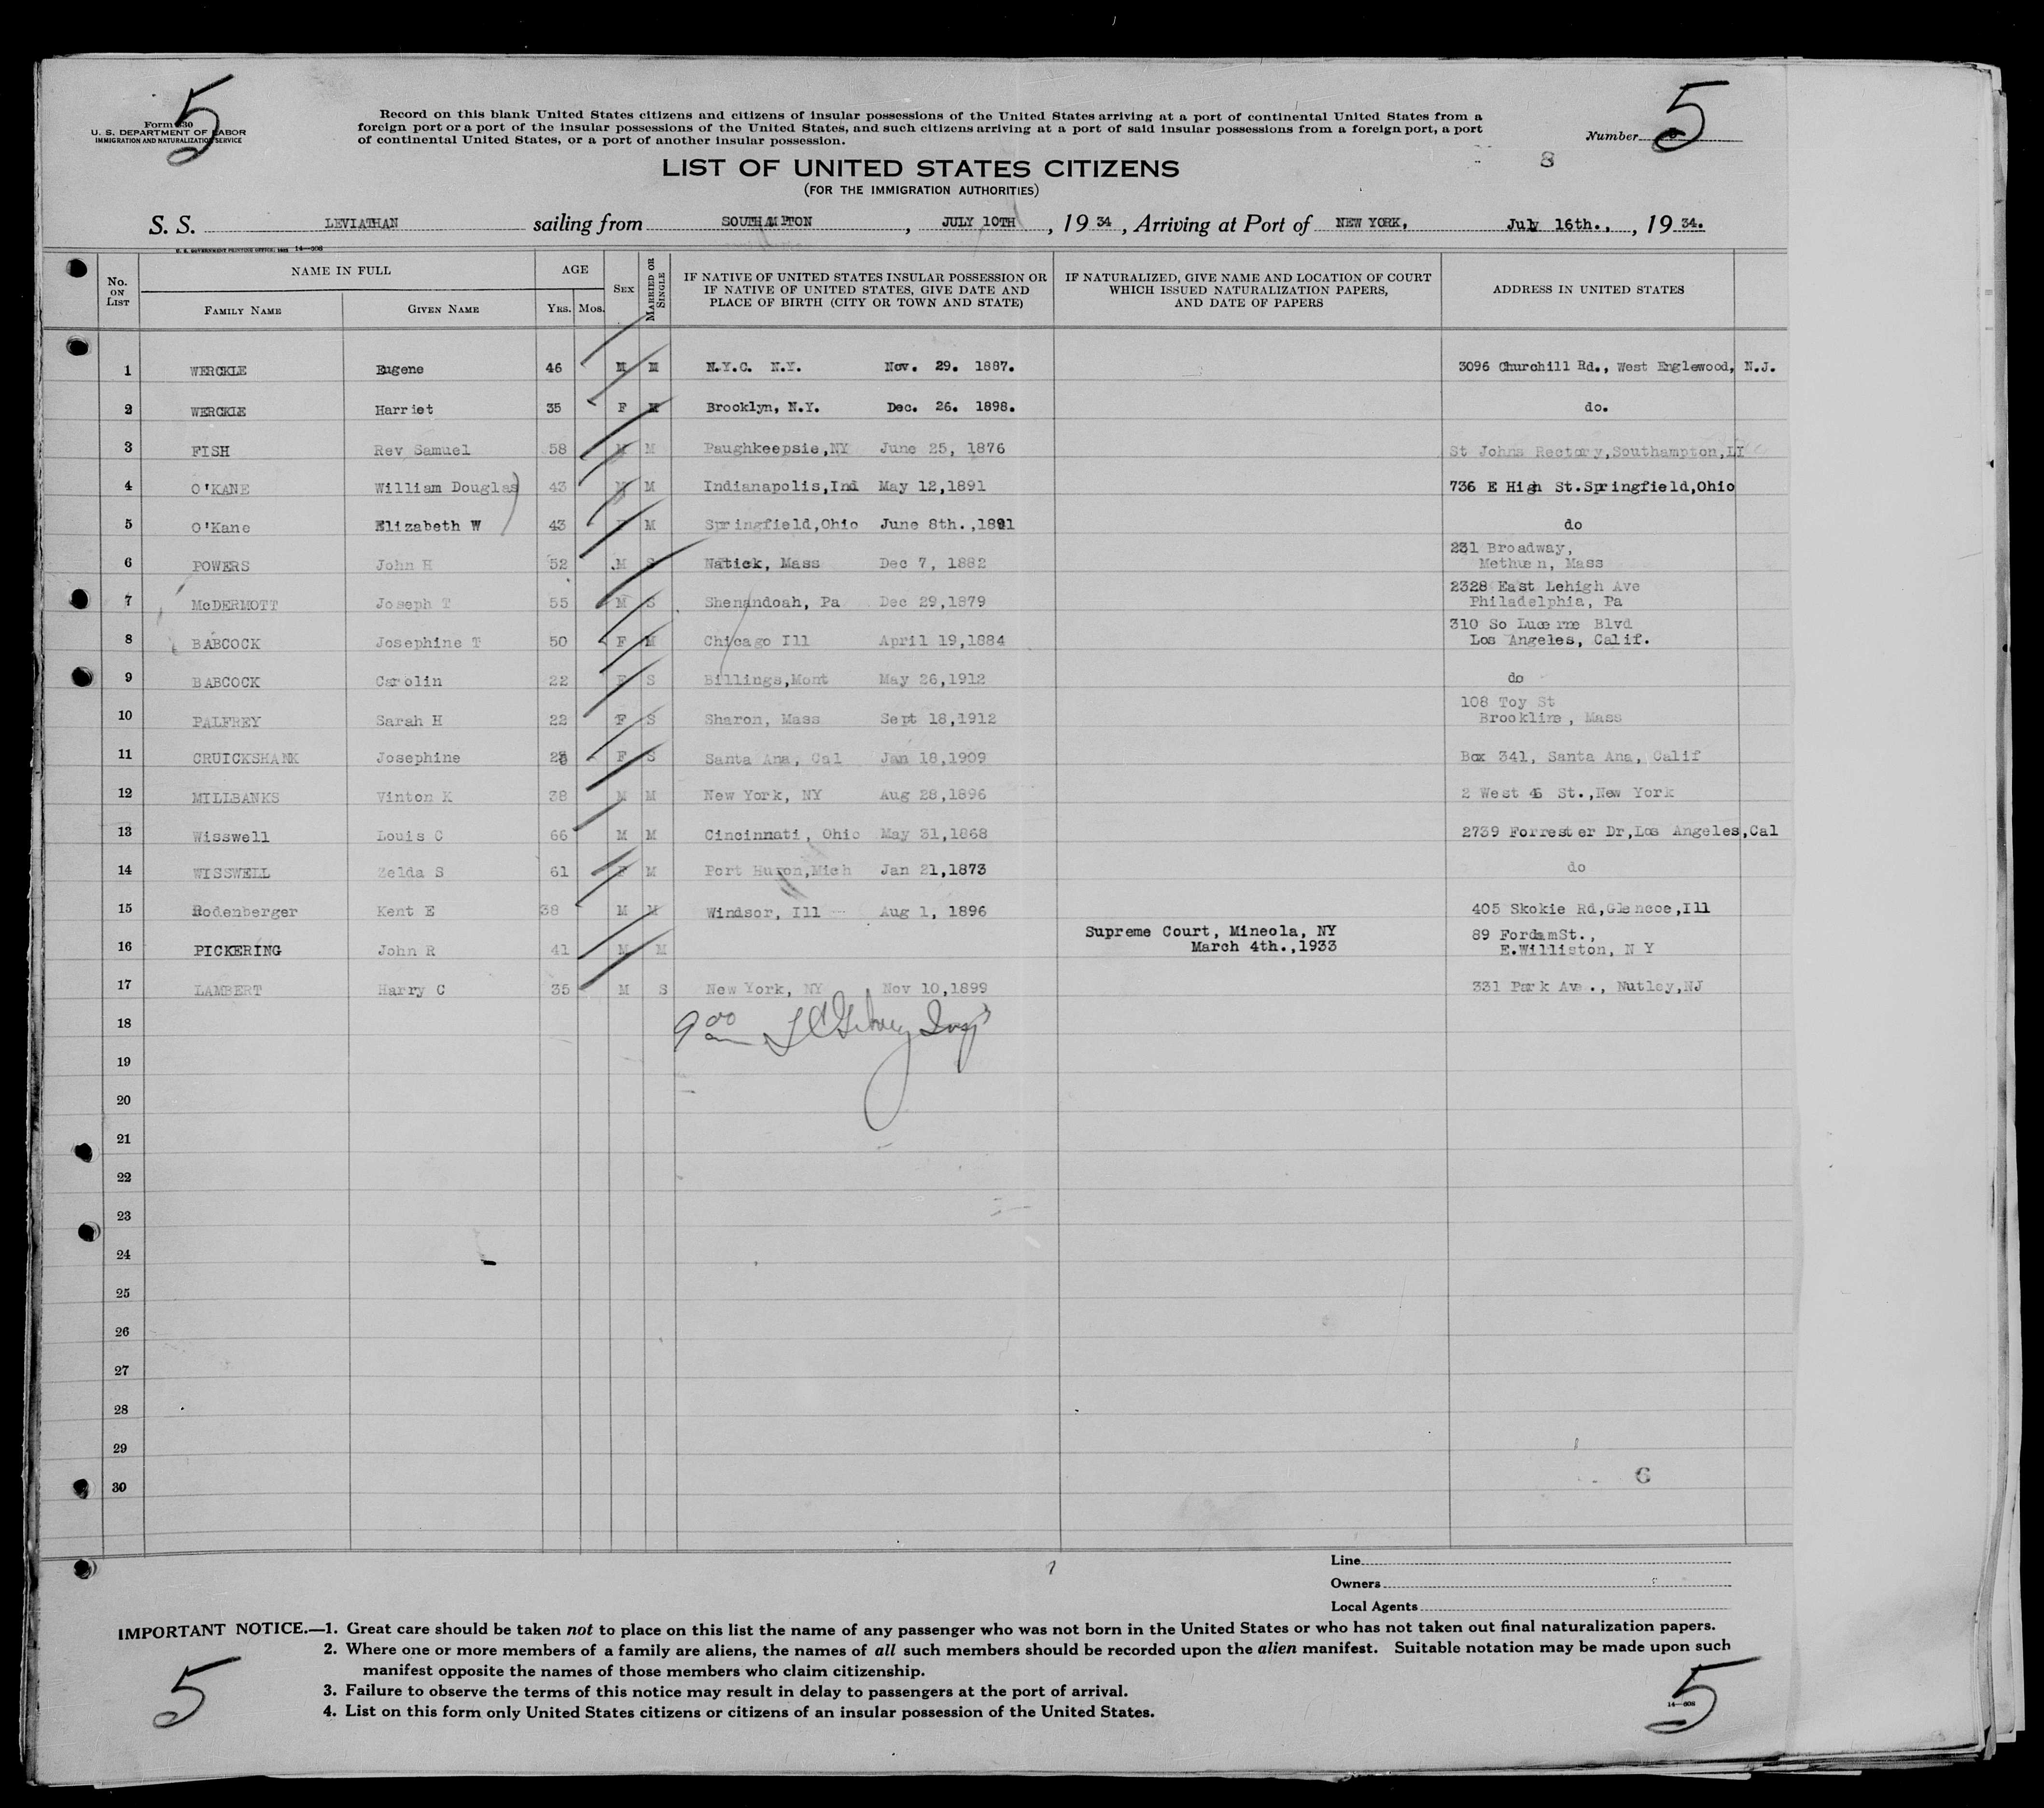 5
5
Form 630
U. S. DEPARTMENT OF LABOR
IMMIGRATION AND NATURALIZATION SERVICE
Record on this blank United States citizens and citizens of insular possessions of the United States arriving at a port of continental United States from a
foreign port or a port of the insular possessions of the United States, and such citizens arriving at a port of said insular possessions from a foreign port, a port
of continental United States, or a port of another insular possession.
Number
LIST OF UNITED STATES CITIZENS
8
(FOR THE IMMIGRATION AUTHORITIES)
S. S. LEVIATHAN sailing from SOUTHAMPTON, JULY 10TH, 19 34, Arriving at Port of NEW YORK, July 16th., 19 34.
U. S. GOVERNMENT PRINTING OFFICE: 14—608
No. ON LIST NAME IN FULL AGE SEX MARRIED OR SINGLE IF NATIVE OF UNITED STATES INSULAR POSSESSION OR IF NATIVE OF UNITED STATES, GIVE DATE AND PLACE OF BIRTH (CITY OR TOWN AND STATE) IF NATURALIZED, GIVE NAME AND LOCATION OF COURT WHICH ISSUED NATURALIZATION PAPERS, AND DATE OF PAPERS ADDRESS IN UNITED STATES
FAMILY NAME GIVEN NAME YRS. MOS.
1 WERCKLE Eugene 46 M M N.Y.C. N.Y. Nov. 29. 1887. 3096 Churchill Rd., West Englewood, N.J.
2 WERCKLE Harriet 35 F M Brooklyn, N.Y. Dec. 26. 1898. do.
3 FISH Rev Samuel 58 M M Paughkeepsie,NY June 25, 1876 St Johns Rectory,Southampton,LI
4 O'KANE William Douglas 43 M M Indianapolis,Ind May 12,1891 736 E High St.Springfield,Ohio
5 O'Kane Elizabeth W 43 F M Springfield,Ohio June 8th.,1891 do
6 POWERS John H 52 M S Natick, Mass Dec 7, 1882 231 Broadway,
Methuen, Mass
7 McDERMOTT Joseph T 55 M S Shenandoah, Pa Dec 29,1879 2328 East Lehigh Ave
Philadelphia, Pa
8 BABCOCK Josephine T 50 F M Chicago Ill April 19,1884 310 So Lucerne Blvd
Los Angeles, Calif.
9 BABCOCK Carolin 22 F S Billings,Mont May 26,1912 do
10 PALFREY Sarah H 22 F S Sharon, Mass Sept 18,1912 108 Toy St
Brookline, Mass
11 CRUICKSHANK Josephine F S Santa Ana, Cal Jan 18,1909 Box 341, Santa Ana, Calif
12 MILLBANKS Vinton K 38 M M New York, NY Aug 28,1896 2 West 45 St.,New York
13 Wisswell Louis C 66 M M Cincinnati, Ohio May 31,1868 2739 Forrester Dr,Los Angeles,Cal
14 WISSWELL Zelda S 61 F M Port Huron,Mich Jan 21,1873 do
15 Rodenberger Kent E 38 M M Windsor, Ill Aug 1, 1896 405 Skokie Rd,Glencoe,Ill
16 PICKERING John R 41 M M Supreme Court, Mineola, NY 89 FordamSt.,
March 4th.,1933 E.Williston, N Y
17 LAMBERT Harry C 35 M S New York, NY Nov 10,1899 331 Park Ave., Nutley,NJ
18
9 00 am
19
20
21
22
23
24
25
26
27
28
29
30
6
Line
Owners
Local Agents
IMPORTANT NOTICE.—1. Great care should be taken not to place on this list the name of any passenger who was not born in the United States or who has not taken out final naturalization papers.
2. Where one or more members of a family are aliens, the names of all such members should be recorded upon the alien manifest. Suitable notation may be made upon such
manifest opposite the names of those members who claim citizenship.
3. Failure to observe the terms of this notice may result in delay to passengers at the port of arrival.
4. List on this form only United States citizens or citizens of an insular possession of the United States.
14—608
5
5